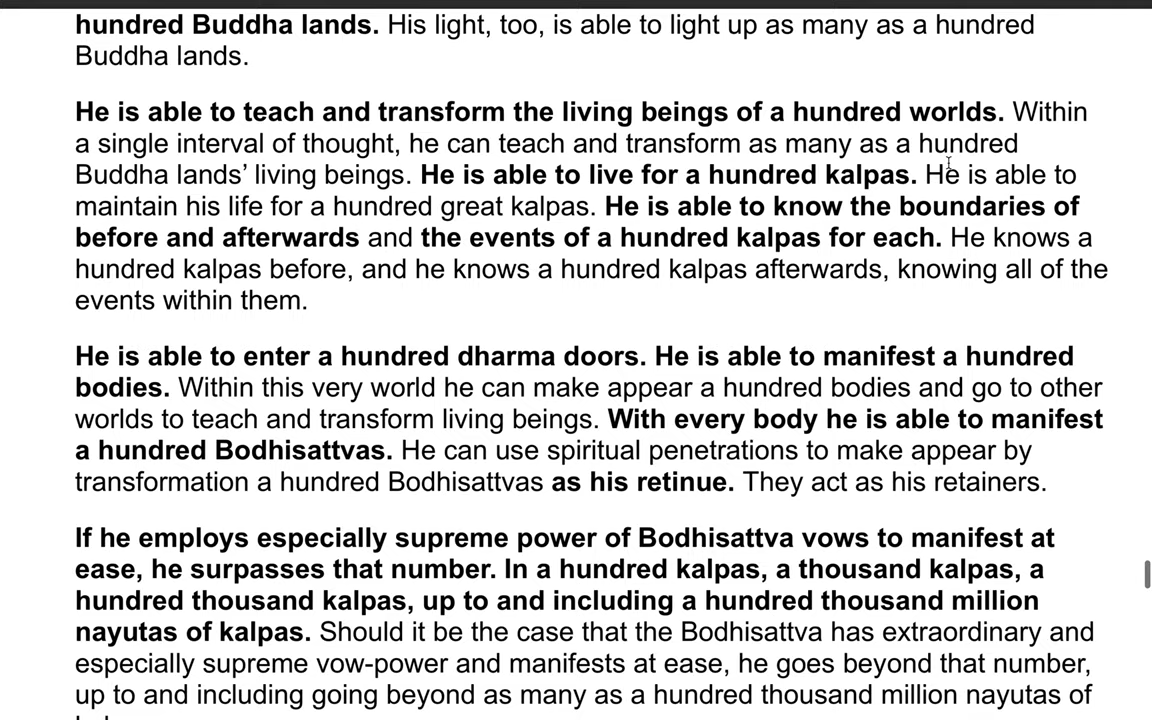 hundred Buddha lands. His light, too, is able to light up as many as a hundred
Buddha lands.
He is able to teach and transform the living beings of a hundred worlds. Within
a single interval of thought, he can teach and transform as many as a hundred
Buddha lands’ living beings. He is able to live for a hundred kalpas. He is able to
maintain his life for a hundred great kalpas. He is able to know the boundaries of
before and afterwards and the events of a hundred kalpas for each. He knows a
hundred kalpas before, and he knows a hundred kalpas afterwards, knowing all of the
events within them.
He is able to enter a hundred dharma doors. He is able to manifest a hundred
bodies. Within this very world he can make appear a hundred bodies and go to other
worlds to teach and transform living beings. With every body he is able to manifest
a hundred Bodhisattvas. He can use spiritual penetrations to make appear by
transformation a hundred Bodhisattvas as his retinue. They act as his retainers.
If he employs especially supreme power of Bodhisattva vows to manifest at
ease, he surpasses that number. In a hundred kalpas, a thousand kalpas, a
hundred thousand kalpas, up to and including a hundred thousand million
nayutas of kalpas. Should it be the case that the Bodhisattva has extraordinary and
especially supreme vow-power and manifests at ease, he goes beyond that number,
up to and including going beyond as many as a hundred thousand million nayutas of